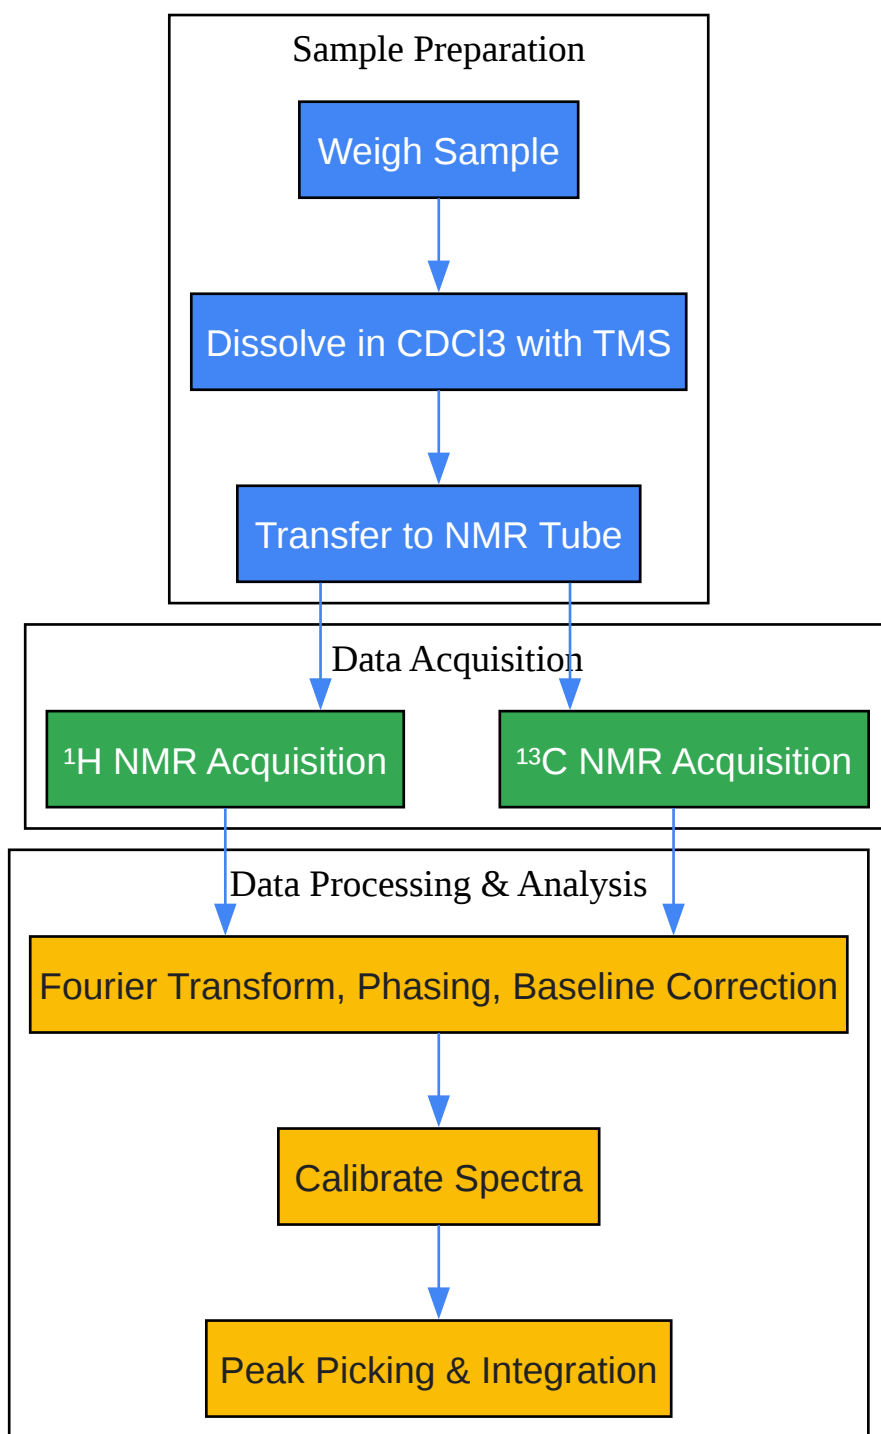 Sample Preparation
Weigh Sample
Dissolve in CDCl3 with TMS
Transfer to NMR Tube
Data Acquisition
¹H NMR Acquisition
¹³C NMR Acquisition
Data Processing & Analysis
Fourier Transform, Phasing, Baseline Correction
Calibrate Spectra
Peak Picking & Integration